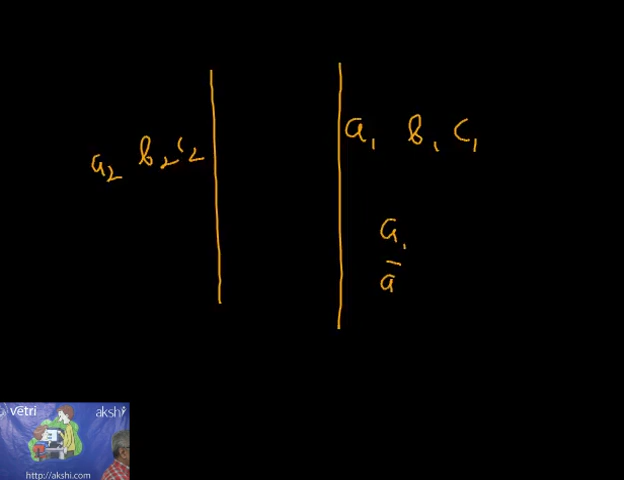 a₁ b₁ c₁
a₂ b₂ c₂
a₁
a
vetri akshi
http://akshi.com